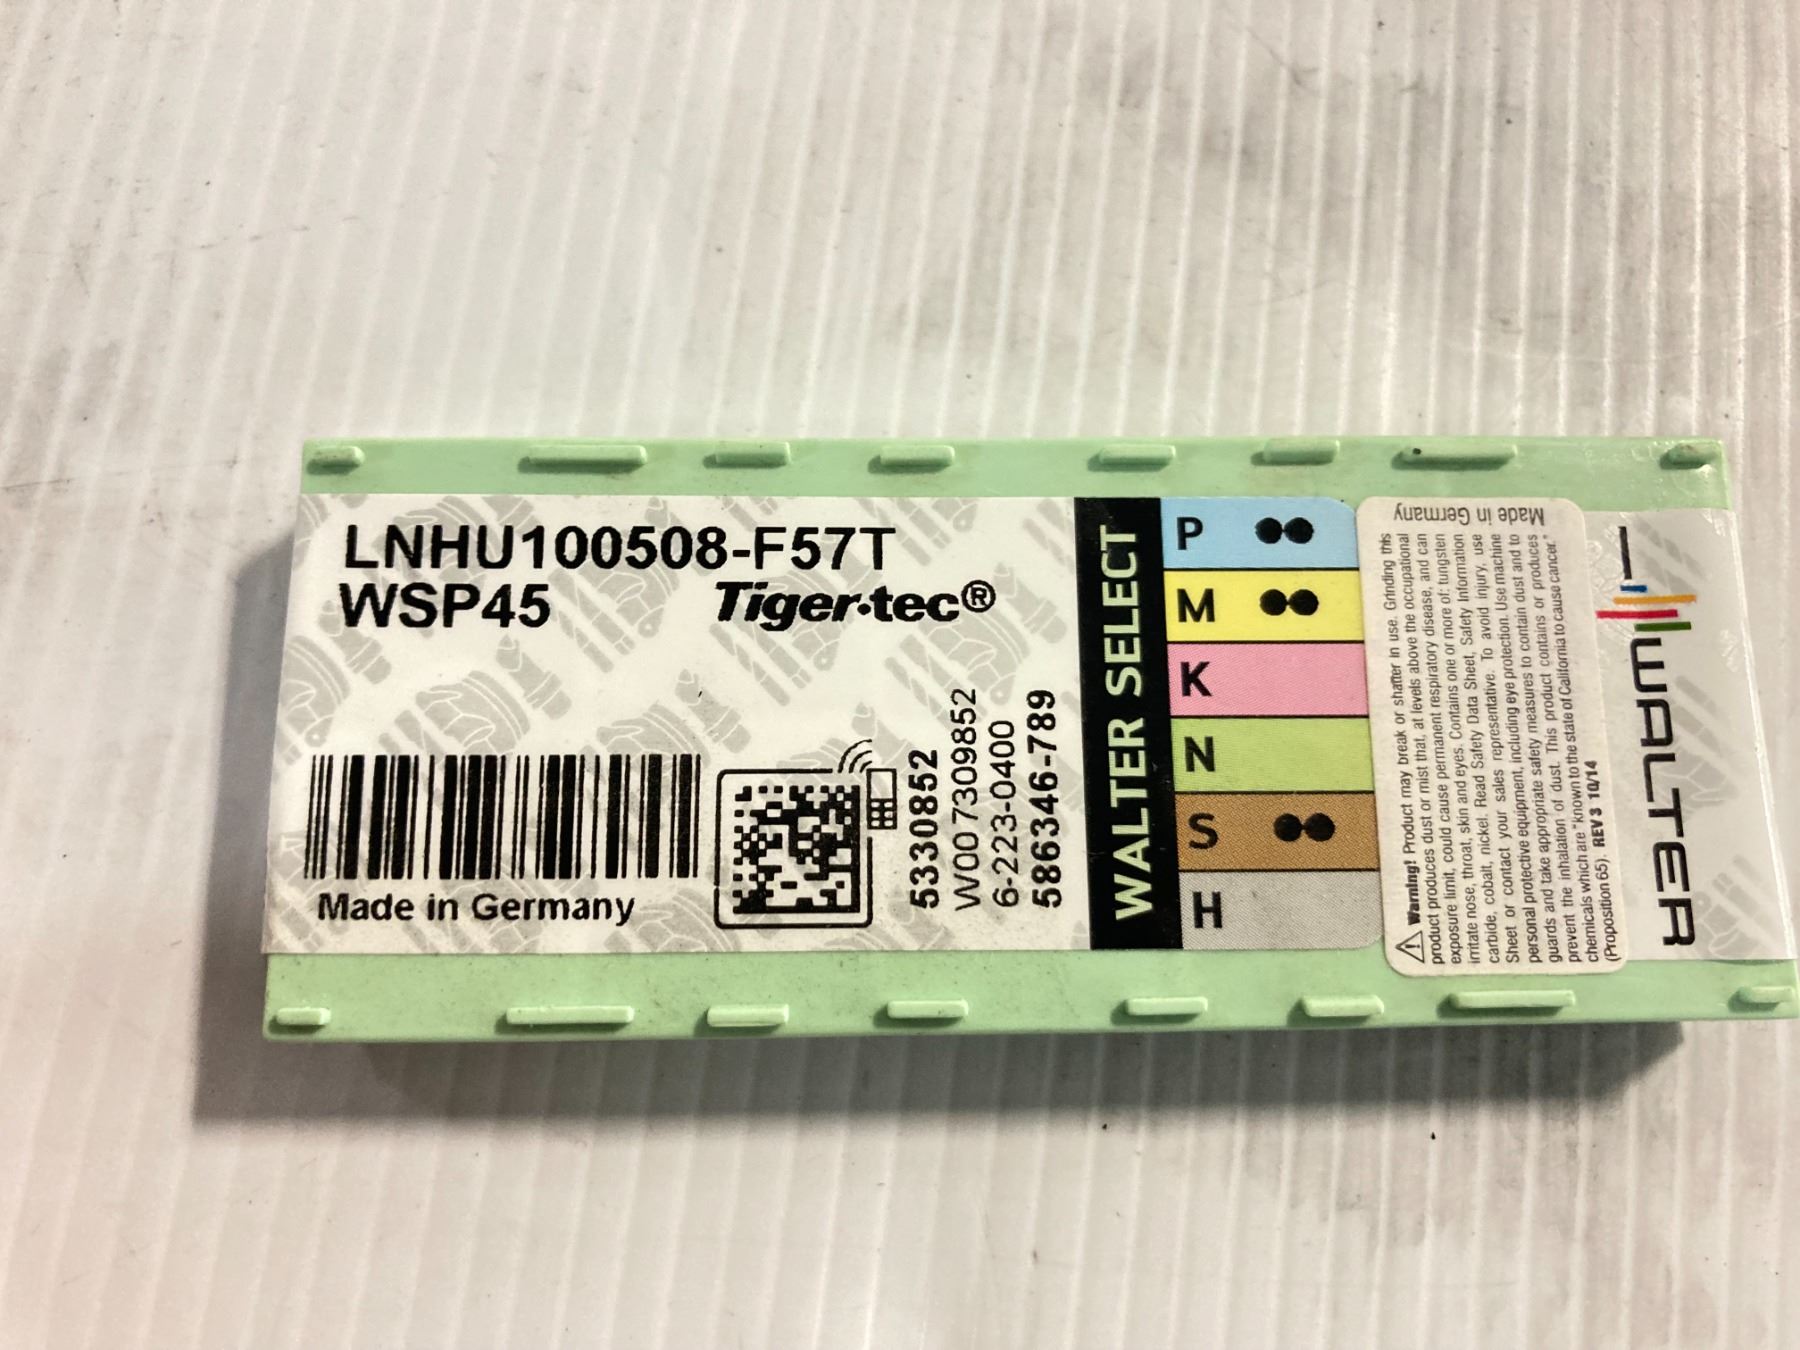 LNHU100508-F57T
WSP45
Tiger·tec®
Made in Germany
5330852
W007309852
6-223-0400
5863346-789
WALTER SELECT
P
M
K
N
S
H
Made in Germany
Warning! Product may break or shatter in use. Grinding this
product produces dust or mist that, at levels above the occupational
exposure limit, could cause permanent respiratory disease, and can
irritate nose, throat, skin and eyes. Contains one or more of: tungsten
carbide, cobalt, nickel. Read Safety Data Sheet, Safety Information
Sheet or contact your sales representative. To avoid injury, use
personal protective equipment, including eye protection. Use machine
guards and take appropriate safety measures to contain dust and to
prevent the inhalation of dust. This product contains or produces
chemicals which are "known to the state of California to cause cancer."
(Proposition 65). REV 3 10/14
WALTER